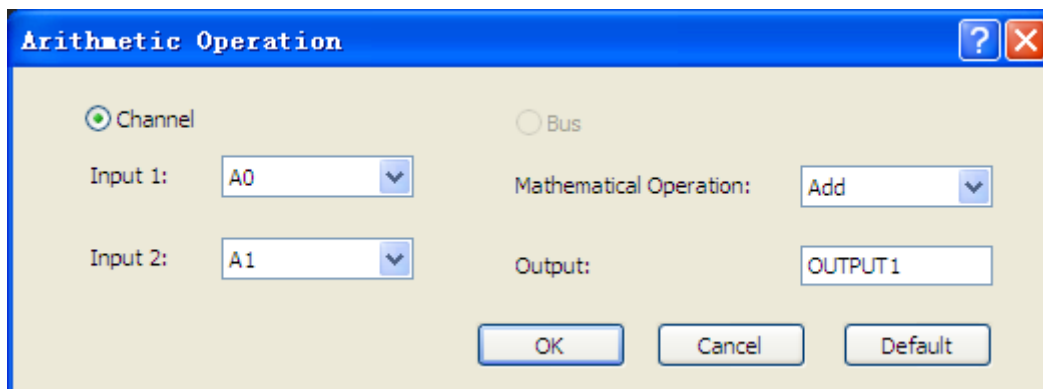 Arithmetic Operation
Channel
Bus
Input 1: A0
Mathematical Operation: Add
Input 2: A1
Output: OUTPUT1
OK Cancel Default